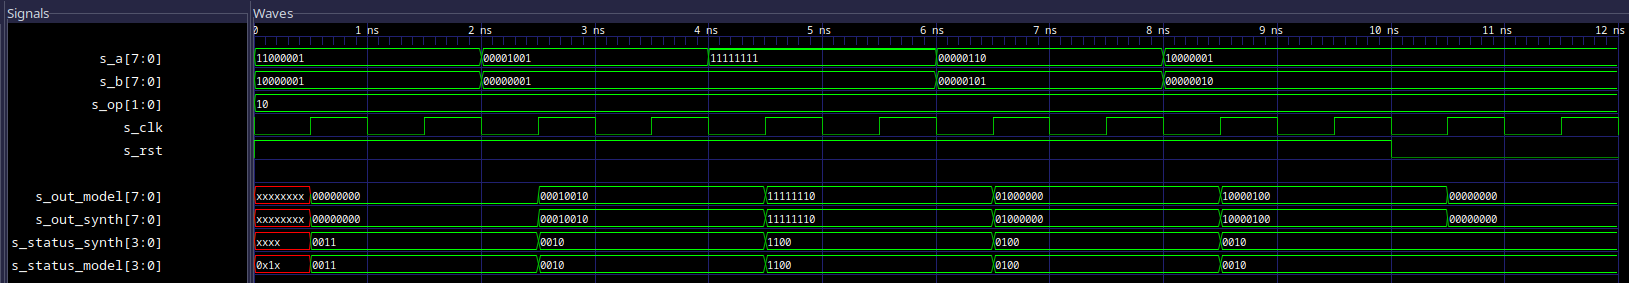 Signals Waves
0 1 ns 2 ns 3 ns 4 ns 5 ns 6 ns 7 ns 8 ns 9 ns 10 ns 11 ns 12 ns
s_a[7:0] 11000001 00001001 11111111 00000110 10000001
s_b[7:0] 10000001 00000001 00000101 00000010
s_op[1:0] 10
s_clk
s_rst
s_out_model[7:0] xxxxxxxx 00000000 00010010 11111110 01000000 10000100 00000000
s_out_synth[7:0] xxxxxxxx 00000000 00010010 11111110 01000000 10000100 00000000
s_status_synth[3:0] xxxx 0011 0010 1100 0100 0010
s_status_model[3:0] 0x1x 0011 0010 1100 0100 0010